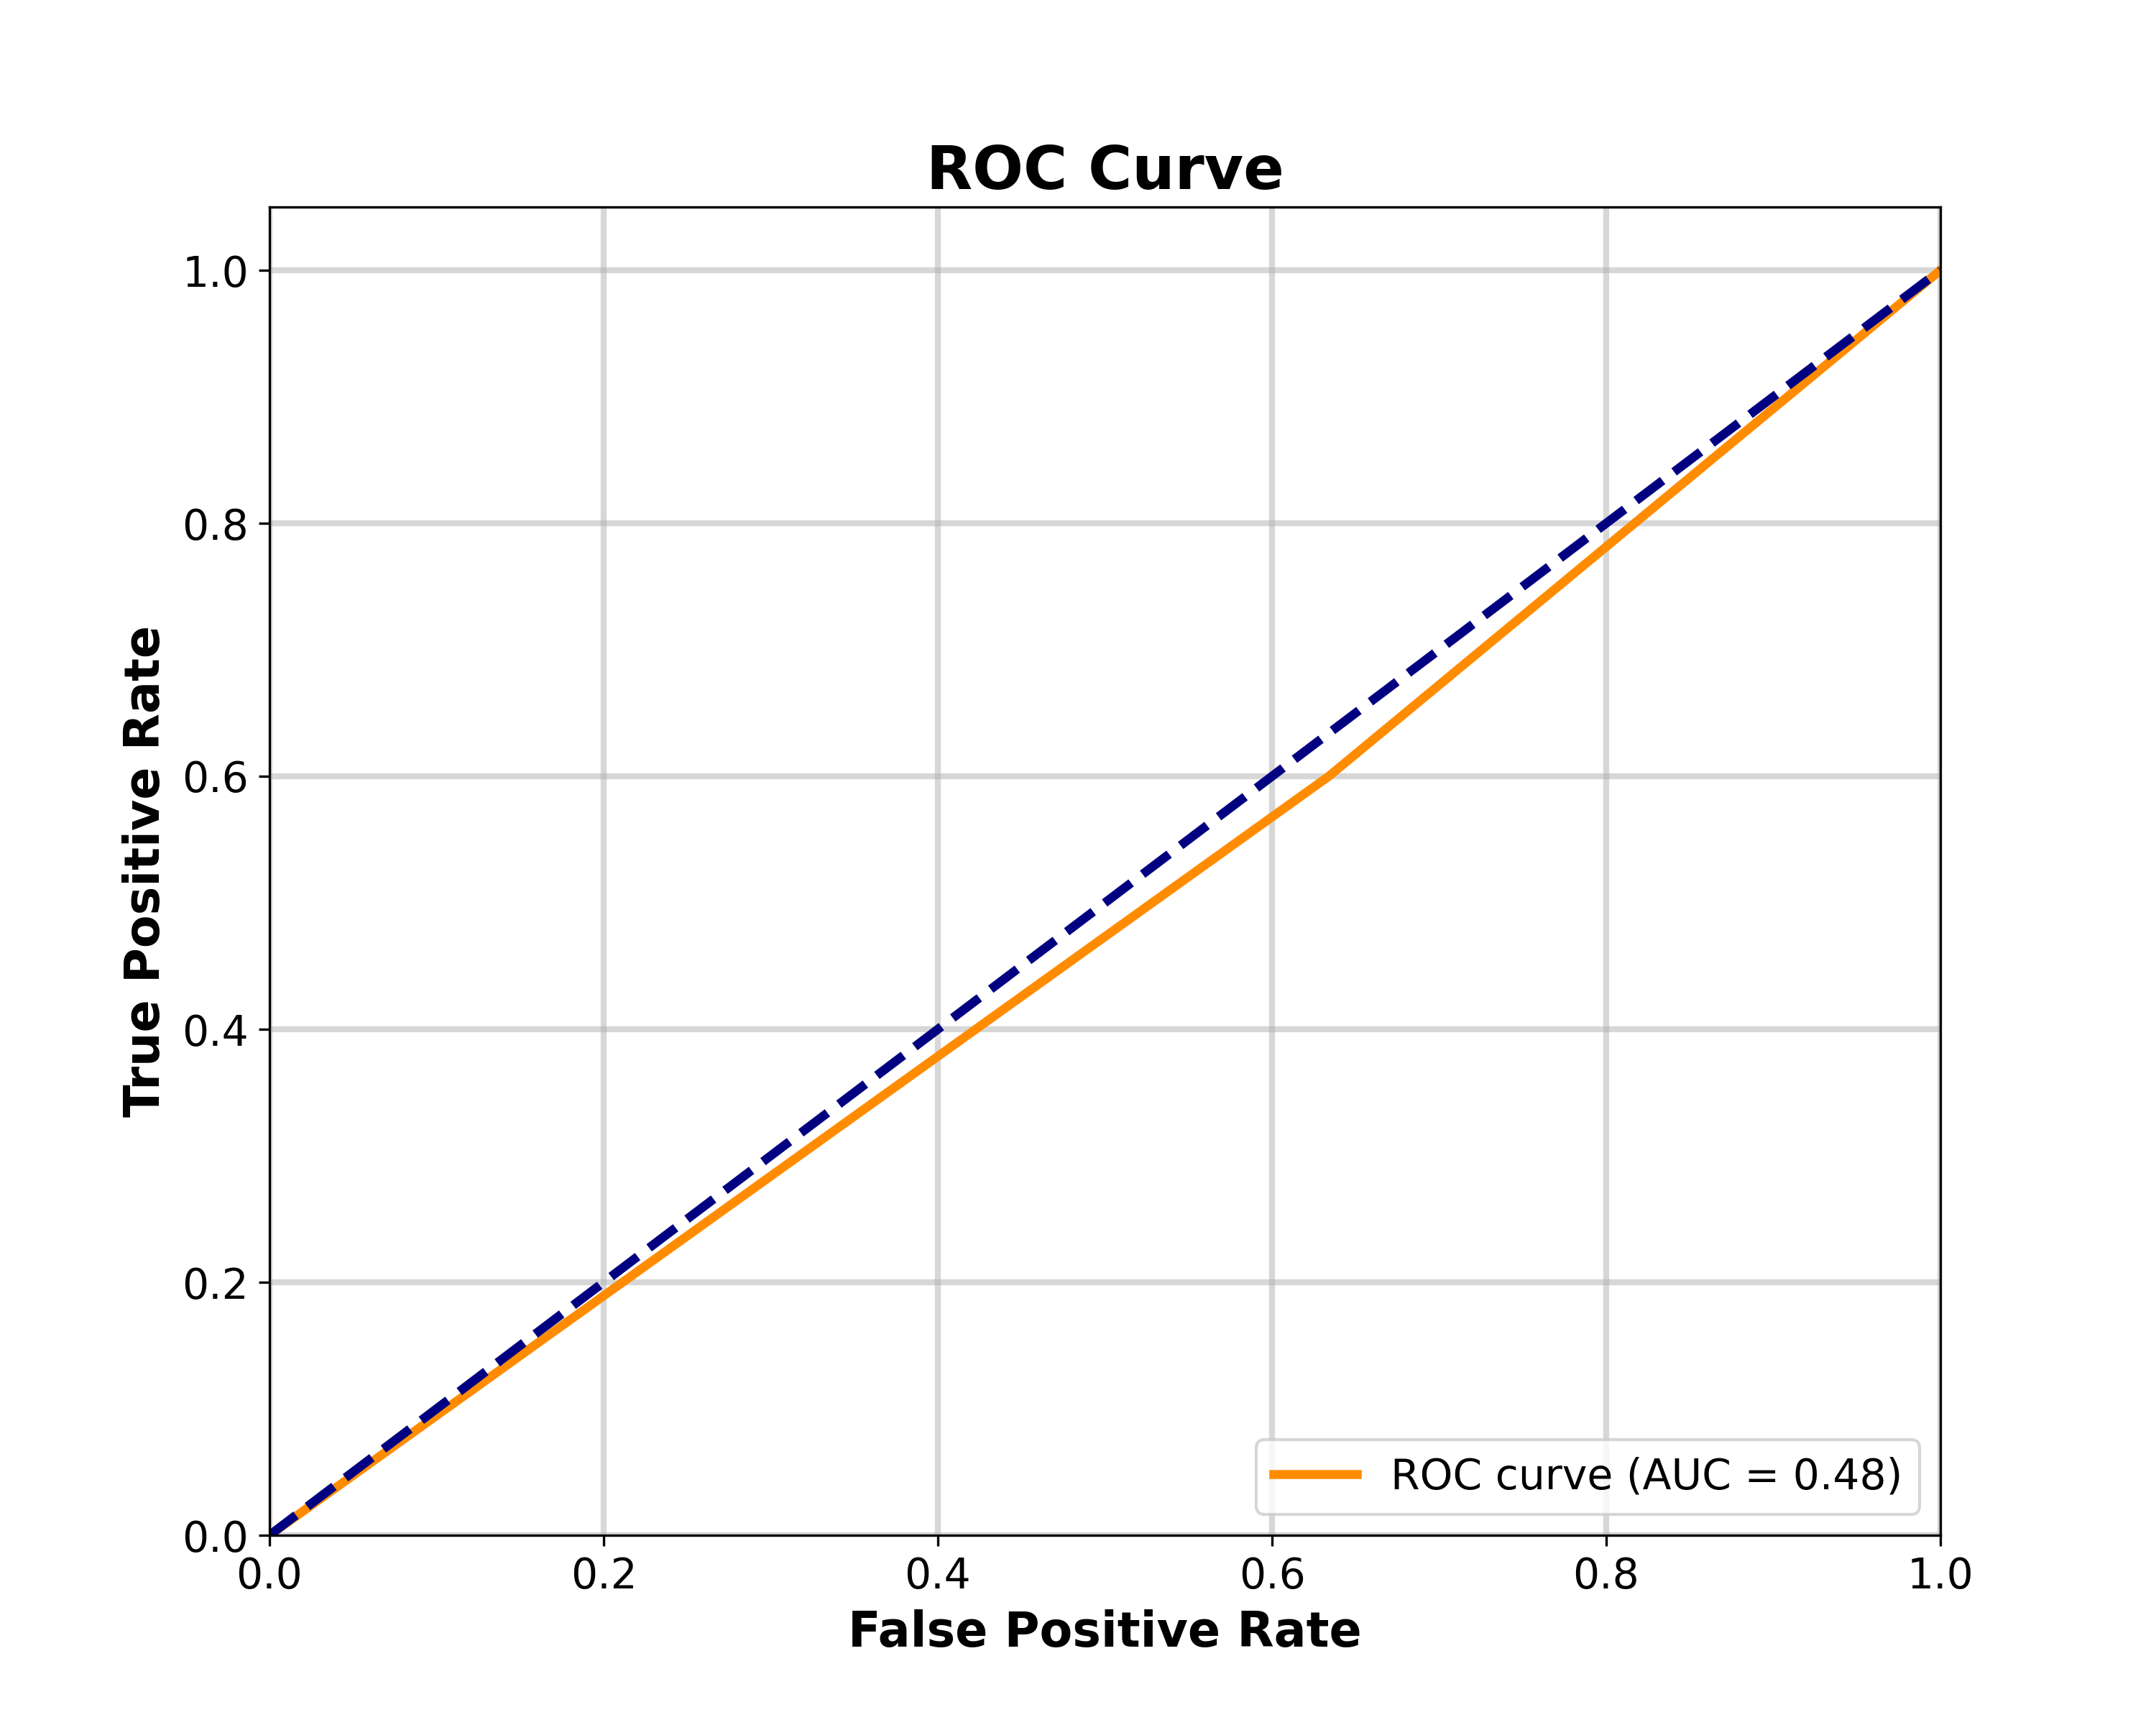 ROC Curve
True Positive Rate
1.0
0.8
0.6
0.4
0.2
0.0
0.0 0.2 0.4 0.6 0.8 1.0
False Positive Rate
ROC curve (AUC = 0.48)